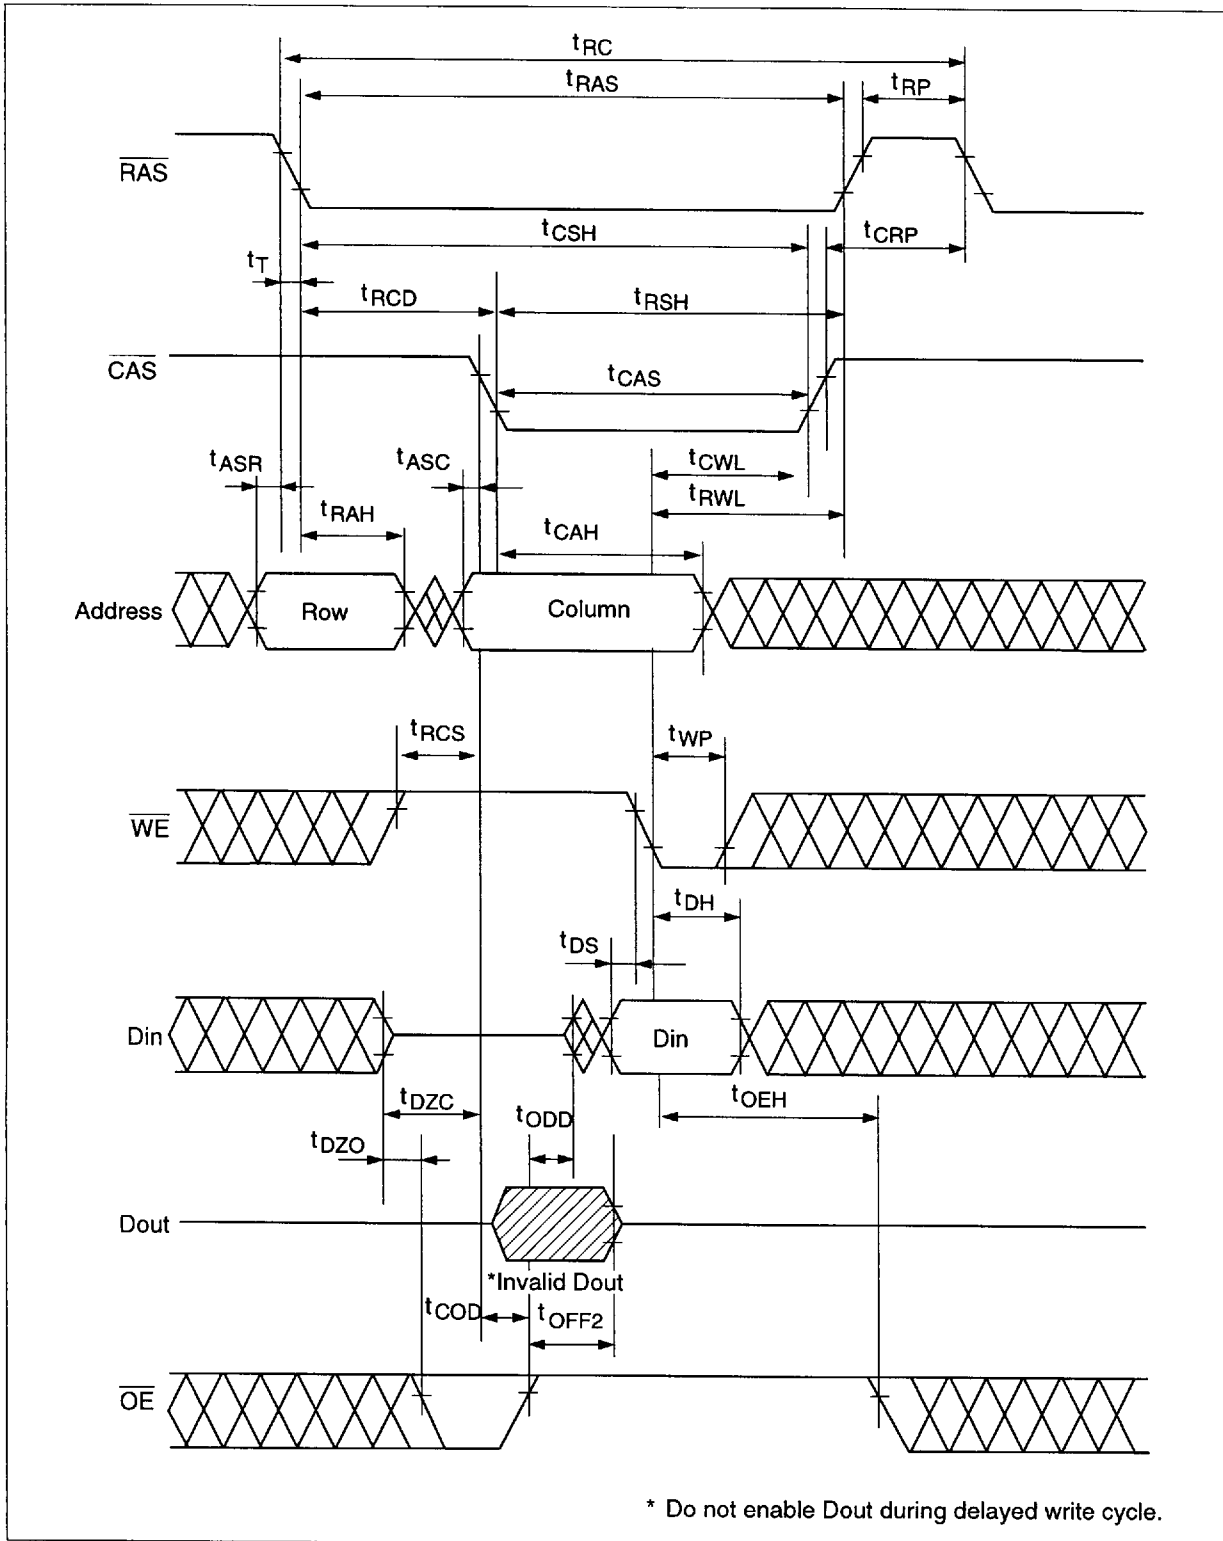 tRC
tRAS
tRP
RAS
tCSH
tCRP
tT
tRCD
tRSH
CAS
tCAS
tASR
tASC
tCWL
tRWL
tRAH
tCAH
Address
Row
Column
tRCS
tWP
WE
tDH
tDS
Din
Din
tDZC
tODD
tOEH
tDZO
Dout
*Invalid Dout
tCOD
tOFF2
OE
* Do not enable Dout during delayed write cycle.